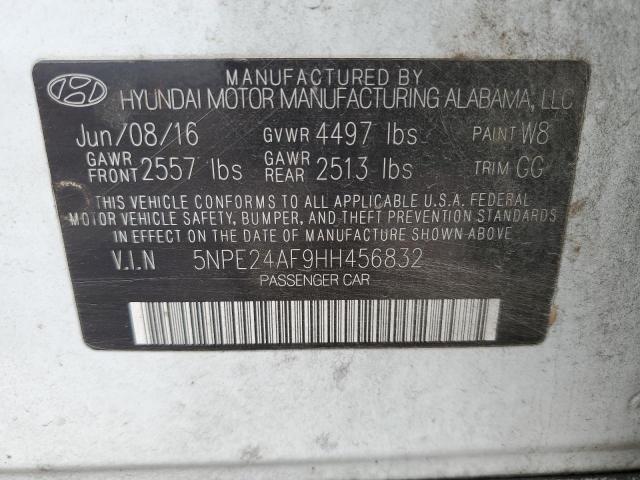 MANUFACTURED BY
HYUNDAI MOTOR MANUFACTURING ALABAMA, LLC
Jun/08/16 GVWR 4497 lbs PAINT W8
GAWR FRONT 2557 lbs GAWR REAR 2513 lbs TRIM GG
THIS VEHICLE CONFORMS TO ALL APPLICABLE U.S.A. FEDERAL
MOTOR VEHICLE SAFETY, BUMPER, AND THEFT PREVENTION STANDARDS
IN EFFECT ON THE DATE OF MANUFACTURE SHOWN ABOVE.
V.I.N 5NPE24AF9HH456832
PASSENGER CAR